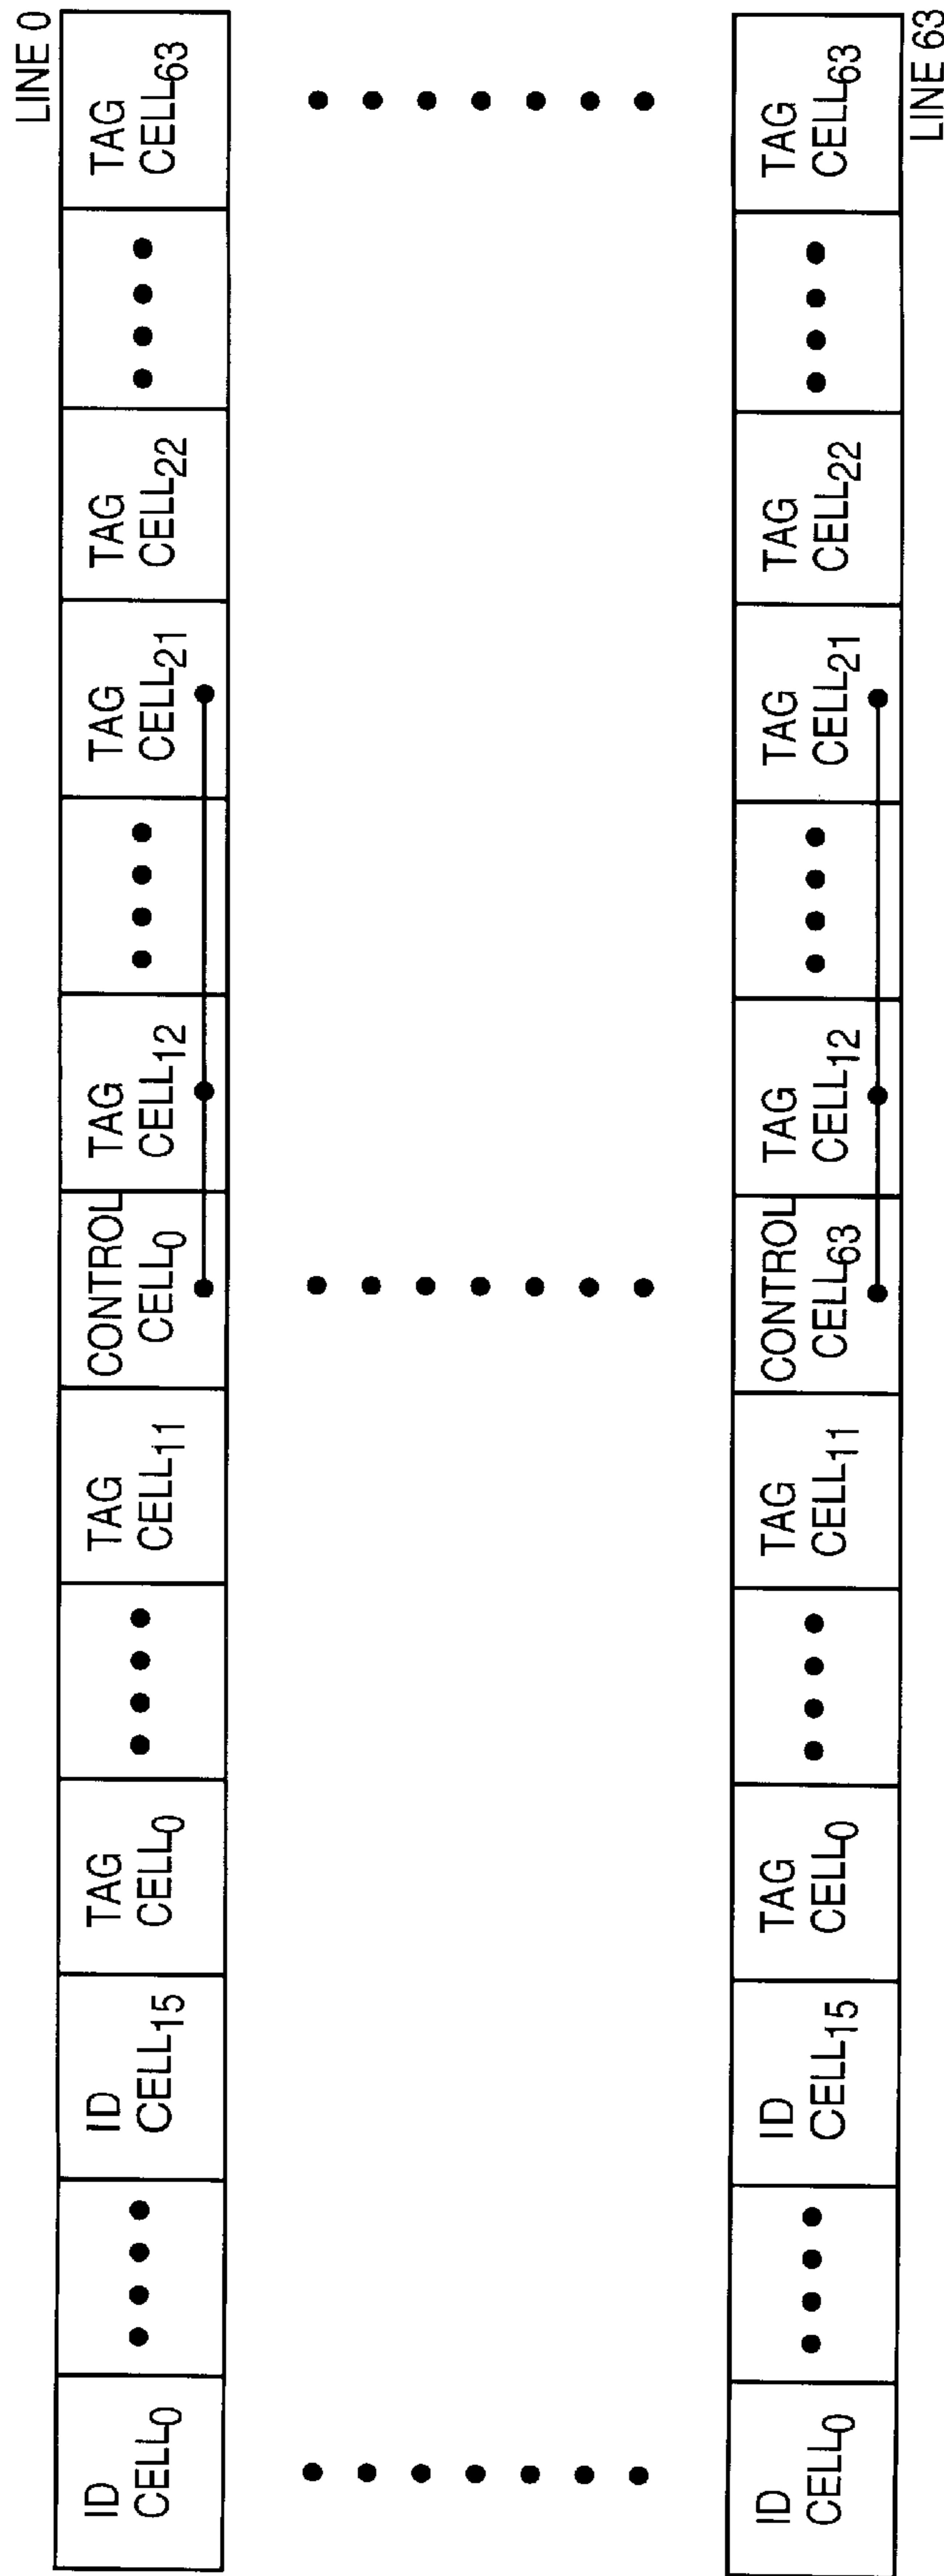 LINE 0
ID
CELL0
ID
CELL15
TAG
CELL0
TAG
CELL11
CONTROL
CELL0
TAG
CELL12
TAG
CELL21
TAG
CELL22
TAG
CELL63
ID
CELL0
ID
CELL15
TAG
CELL0
TAG
CELL11
CONTROL
CELL63
TAG
CELL12
TAG
CELL21
TAG
CELL22
TAG
CELL63
LINE 63